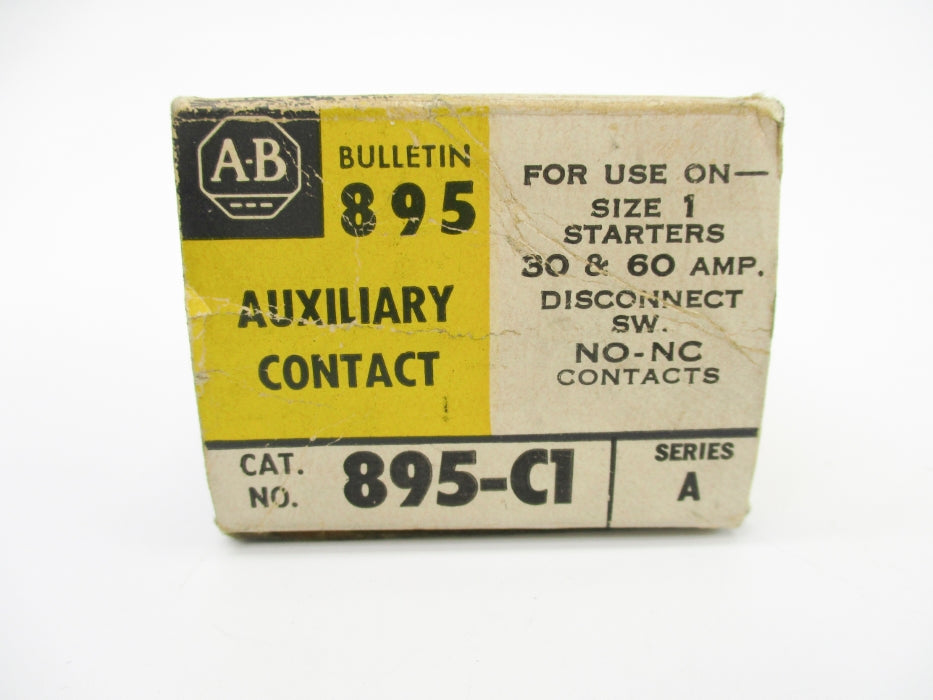 A-B
BULLETIN
895
AUXILIARY
CONTACT
FOR USE ON—
SIZE 1
STARTERS
30 & 60 AMP.
DISCONNECT
SW.
NO-NC
CONTACTS
CAT.
NO.
895-C1
SERIES
A